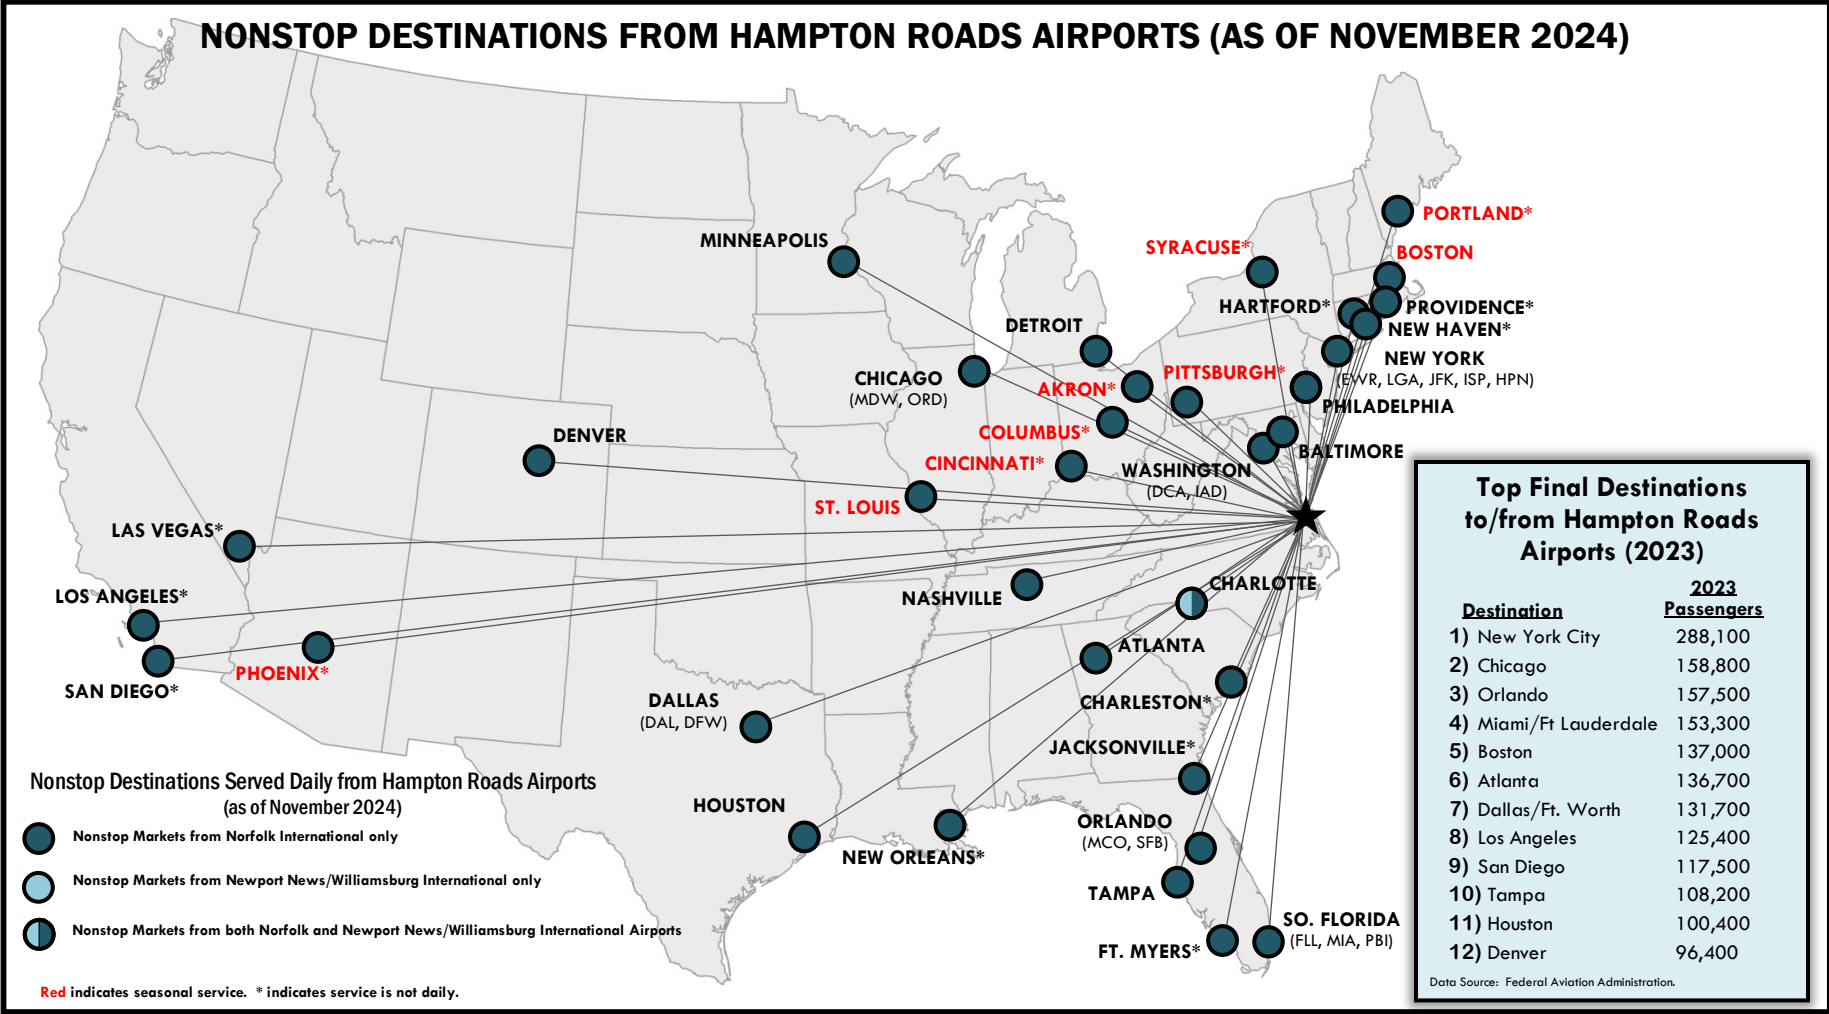 NONSTOP DESTINATIONS FROM HAMPTON ROADS AIRPORTS (AS OF NOVEMBER 2024)
PORTLAND*
SYRACUSE*
BOSTON
MINNEAPOLIS
HARTFORD*
PROVIDENCE*
NEW HAVEN*
DETROIT
NEW YORK
(EWR, LGA, JFK, ISP, HPN)
CHICAGO
(MDW, ORD)
PITTSBURGH*
AKRON*
PHILADELPHIA
COLUMBUS*
DENVER
BALTIMORE
CINCINNATI*
WASHINGTON
(DCA, IAD)
ST. LOUIS
LAS VEGAS*
LOS ANGELES*
NASHVILLE
CHARLOTTE
ATLANTA
PHOENIX*
SAN DIEGO*
DALLAS
(DAL, DFW)
CHARLESTON*
JACKSONVILLE*
HOUSTON
ORLANDO
(MCO, SFB)
NEW ORLEANS*
TAMPA
SO. FLORIDA
(FLL, MIA, PBI)
FT. MYERS*
Nonstop Destinations Served Daily from Hampton Roads Airports
(as of November 2024)
Nonstop Markets from Norfolk International only
Nonstop Markets from Newport News/Williamsburg International only
Nonstop Markets from both Norfolk and Newport News/Williamsburg International Airports
Red indicates seasonal service. * indicates service is not daily.
Top Final Destinations
to/from Hampton Roads
Airports (2023)
2023
Destination Passengers
1) New York City 288,100
2) Chicago 158,800
3) Orlando 157,500
4) Miami/Ft Lauderdale 153,300
5) Boston 137,000
6) Atlanta 136,700
7) Dallas/Ft. Worth 131,700
8) Los Angeles 125,400
9) San Diego 117,500
10) Tampa 108,200
11) Houston 100,400
12) Denver 96,400
Data Source: Federal Aviation Administration.